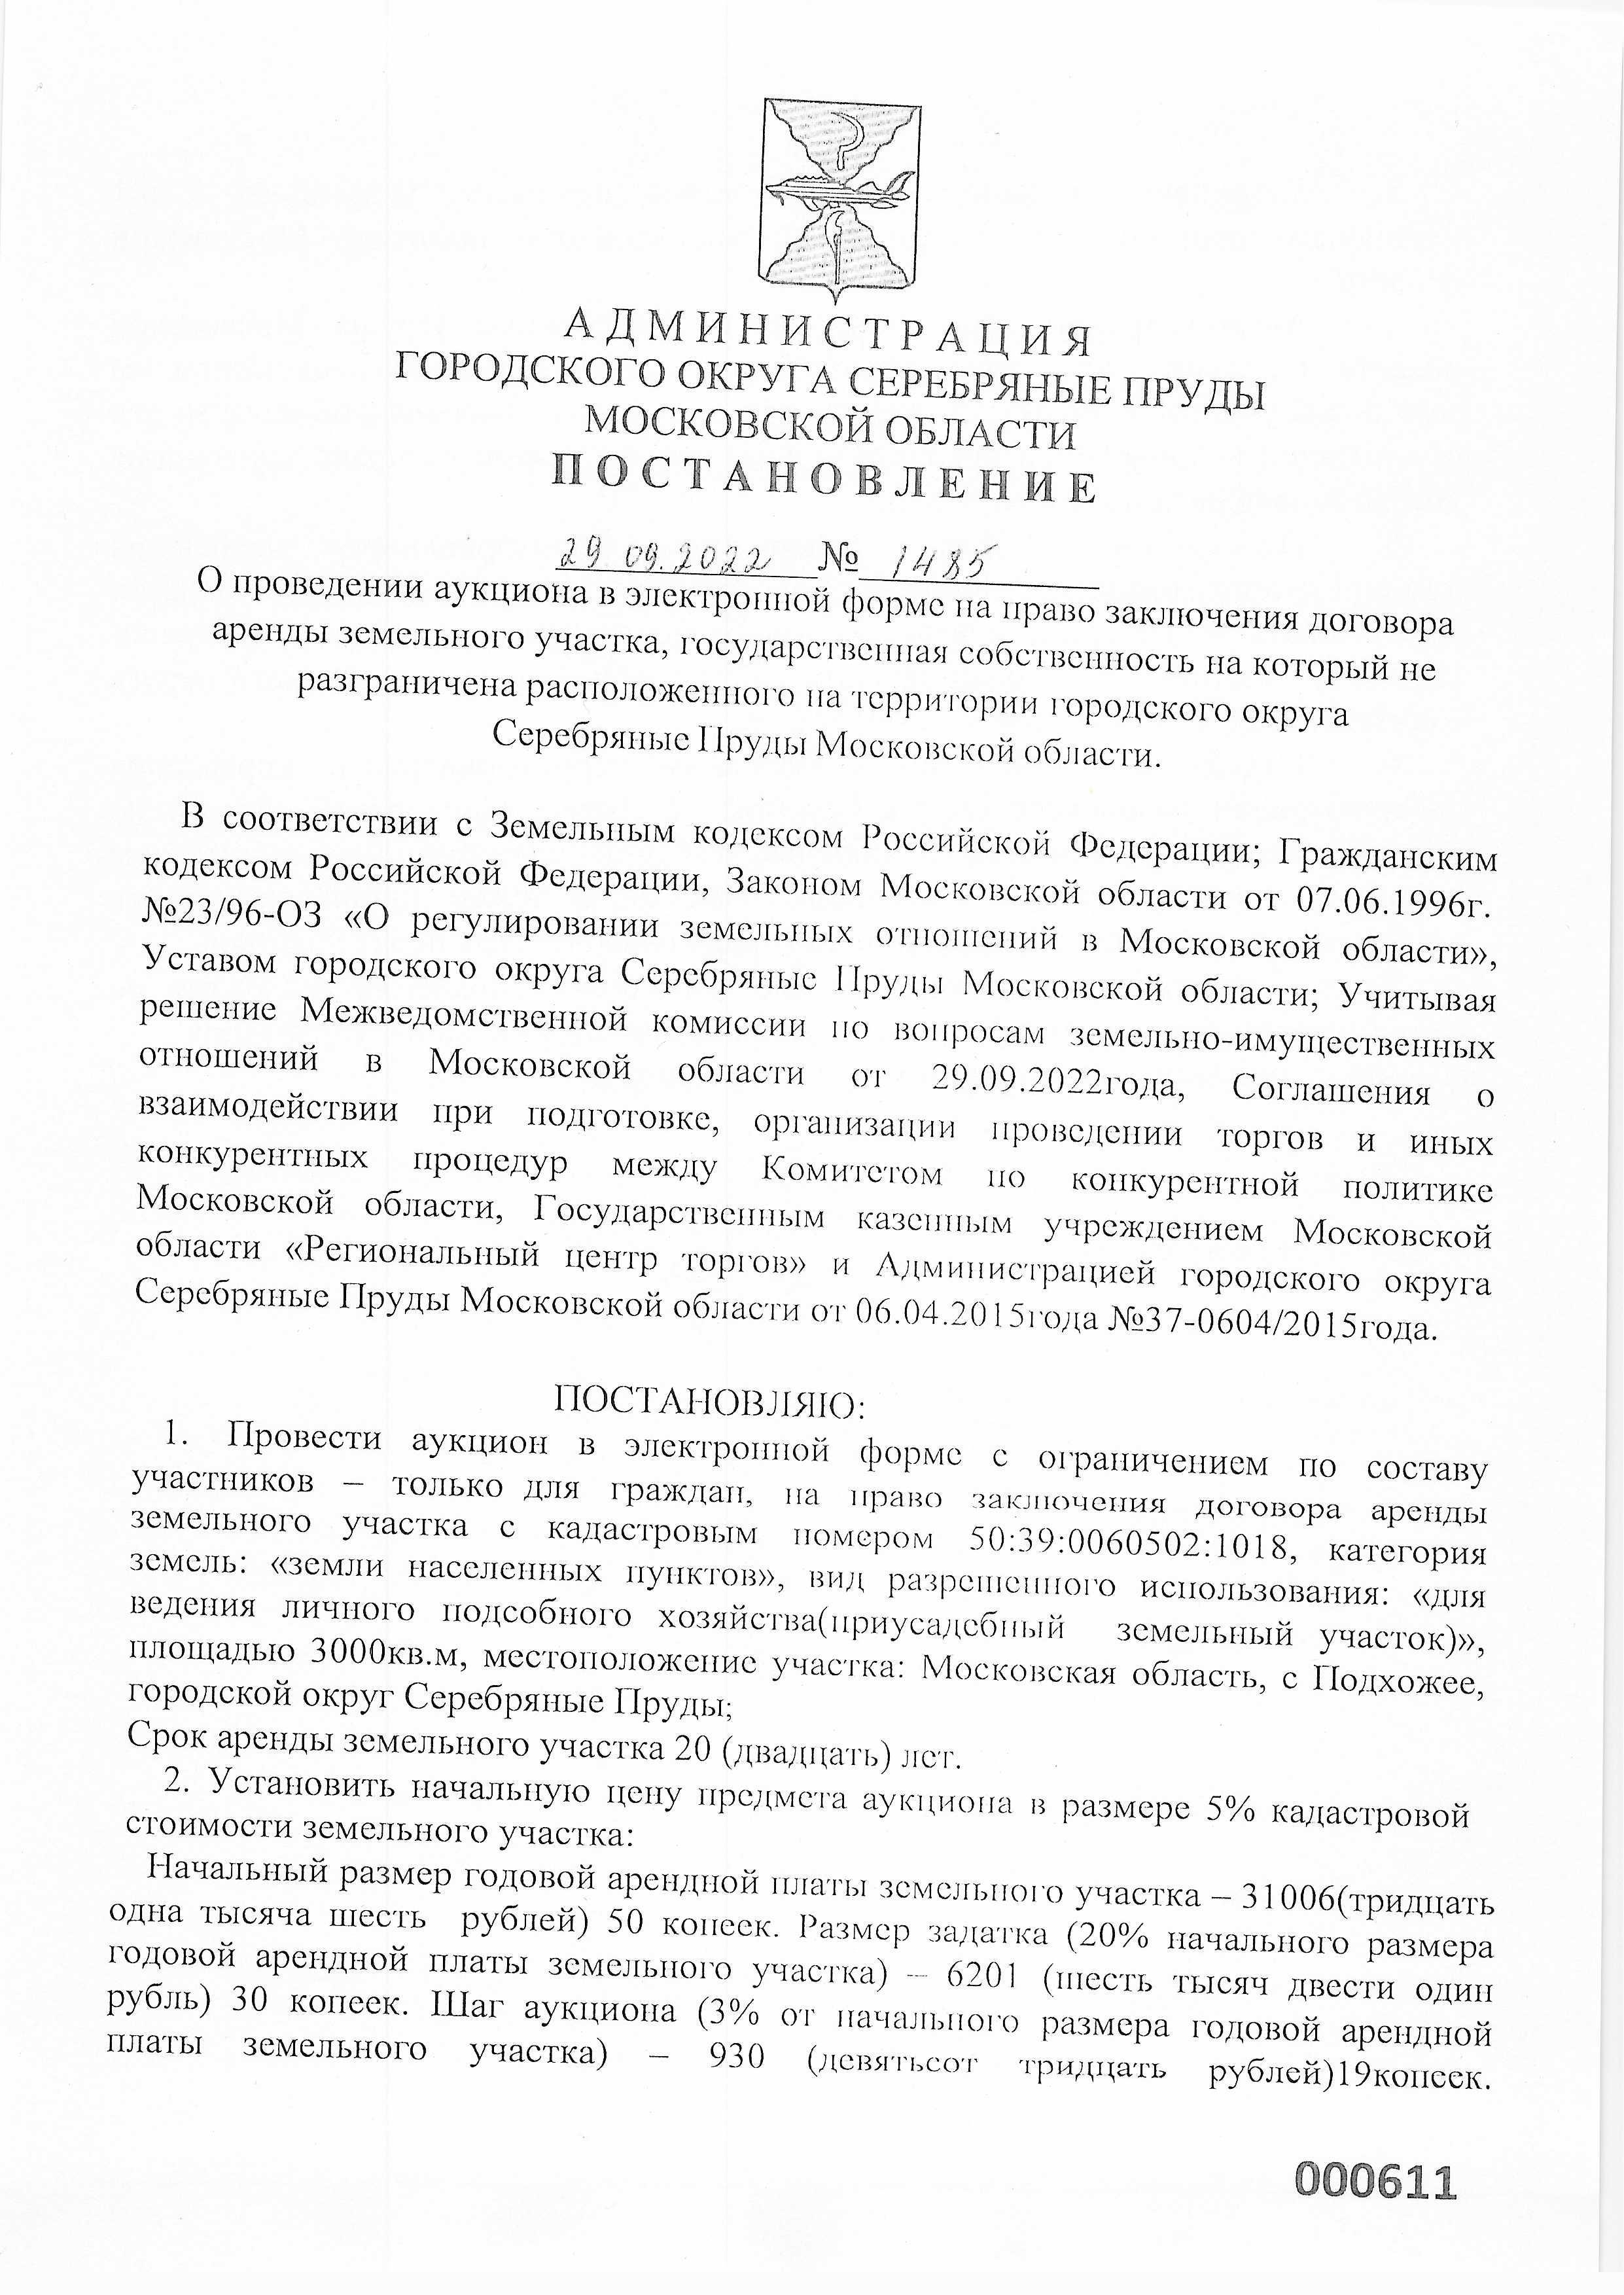 АДМИНИСТРАЦИЯ
ГОРОДСКОГО ОКРУГА СЕРЕБРЯНЫЕ ПРУДЫ
МОСКОВСКОЙ ОБЛАСТИ
ПОСТАНОВЛЕНИЕ
29 09.2022 № 1485
О проведении аукциона в электронной форме на право заключения договора
аренды земельного участка, государственная собственность на который не
разграничена расположенного на территории городского округа
Серебряные Пруды Московской области.
В соответствии с Земельным кодексом Российской Федерации; Гражданским
кодексом Российской Федерации, Законом Московской области от 07.06.1996г.
№23/96-ОЗ «О регулировании земельных отношений в Московской области»,
Уставом городского округа Серебряные Пруды Московской области; Учитывая
решение Межведомственной комиссии по вопросам земельно-имущественных
отношений в Московской области от 29.09.2022года, Соглашения о
взаимодействии при подготовке, организации проведении торгов и иных
конкурентных процедур между Комитетом по конкурентной политике
Московской области, Государственным казенным учреждением Московской
области «Региональный центр торгов» и Администрацией городского округа
Серебряные Пруды Московской области от 06.04.2015года №37-0604/2015года.
ПОСТАНОВЛЯЮ:
1. Провести аукцион в электронной форме с ограничением по составу
участников – только для граждан, на право заключения договора аренды
земельного участка с кадастровым номером 50:39:0060502:1018, категория
земель: «земли населенных пунктов», вид разрешенного использования: «для
ведения личного подсобного хозяйства(приусадебный земельный участок)»,
площадью 3000кв.м, местоположение участка: Московская область, с Подхожее,
городской округ Серебряные Пруды;
Срок аренды земельного участка 20 (двадцать) лет.
2. Установить начальную цену предмета аукциона в размере 5% кадастровой
стоимости земельного участка:
Начальный размер годовой арендной платы земельного участка – 31006(тридцать
одна тысяча шесть рублей) 50 копеек. Размер задатка (20% начального размера
годовой арендной платы земельного участка) – 6201 (шесть тысяч двести один
рубль) 30 копеек. Шаг аукциона (3% от начального размера годовой арендной
платы земельного участка) – 930 (девятьсот тридцать рублей)19копеек.
000611